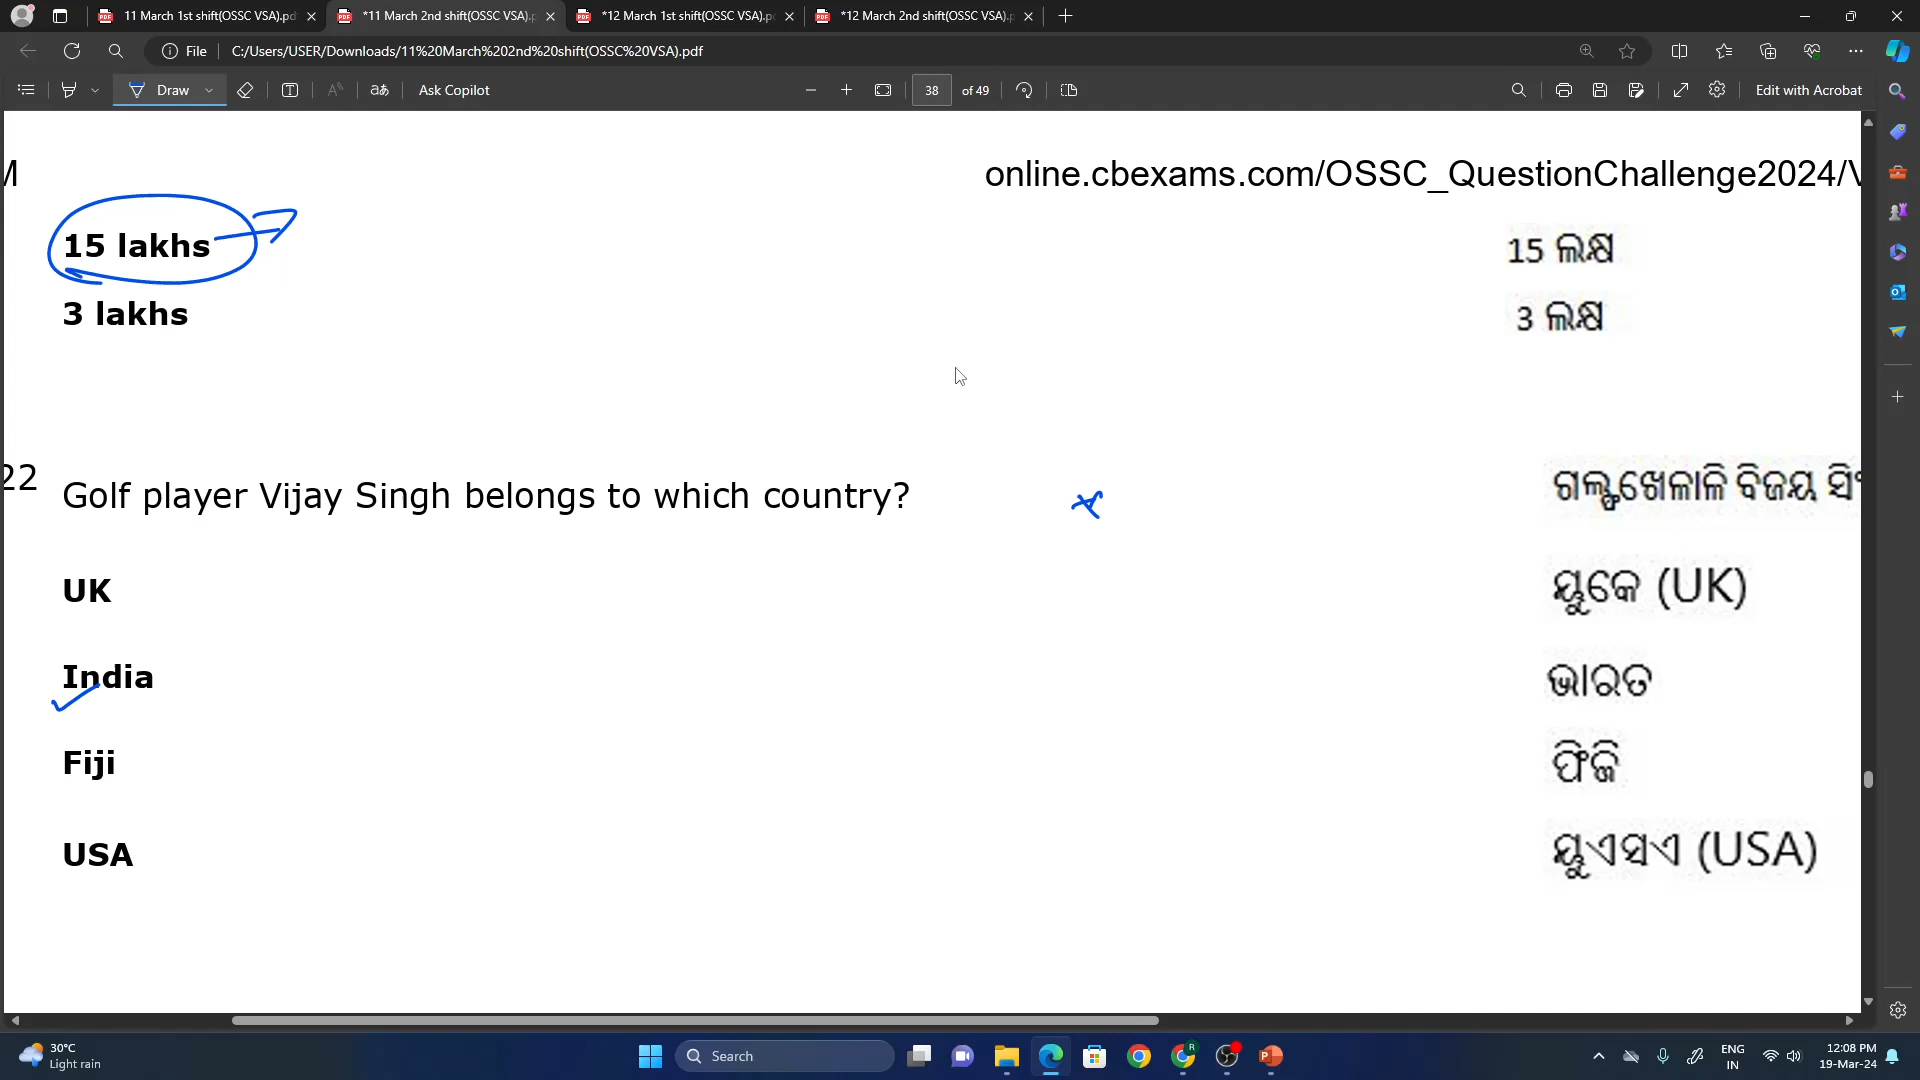 11 March 1st shift(OSSC VSA).pd
*11 March 2nd shift(OSSC VSA).p
*12 March 1st shift(OSSC VSA).p
*12 March 2nd shift(OSSC VSA).p
File
C:/Users/USER/Downloads/11%20March%202nd%20shift(OSSC%20VSA).pdf
Draw
aあ
Ask Copilot
38 of 49
Edit with Acrobat
M
online.cbexams.com/OSSC_QuestionChallenge2024/V
15 lakhs
15 ଲକ୍ଷ
3 lakhs
3 ଲକ୍ଷ
22
Golf player Vijay Singh belongs to which country?
ଗଲ୍ଫ ଖେଳାଳି ବିଜୟ
UK
ୟୁକେ (UK)
India
ଭାରତ
Fiji
ଫିଜି
USA
ୟୁଏସଏ (USA)
30°C
Light rain
Search
ENG
IN
12:08 PM
19-Mar-24